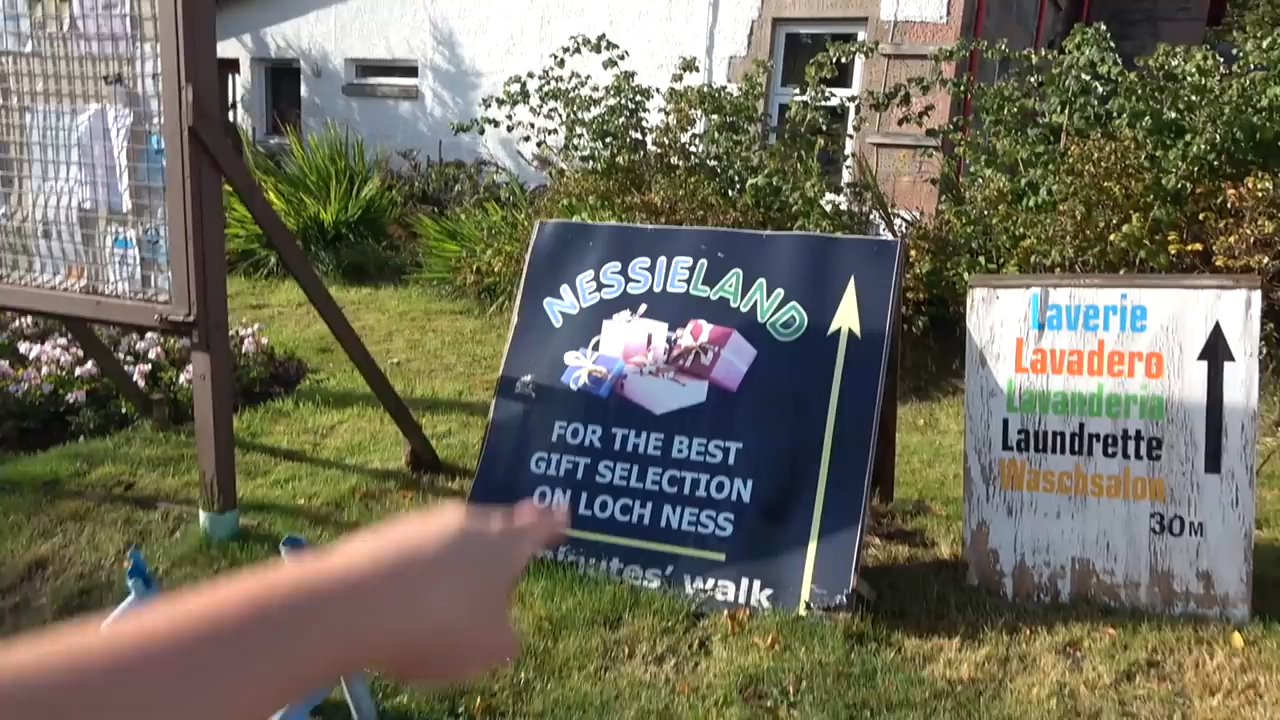 NESSIELAND
FOR THE BEST
GIFT SELECTION
ON LOCH NESS
walk
Laverie
Lavadero
Lavanderia
Laundrette
Waschsalon
30M